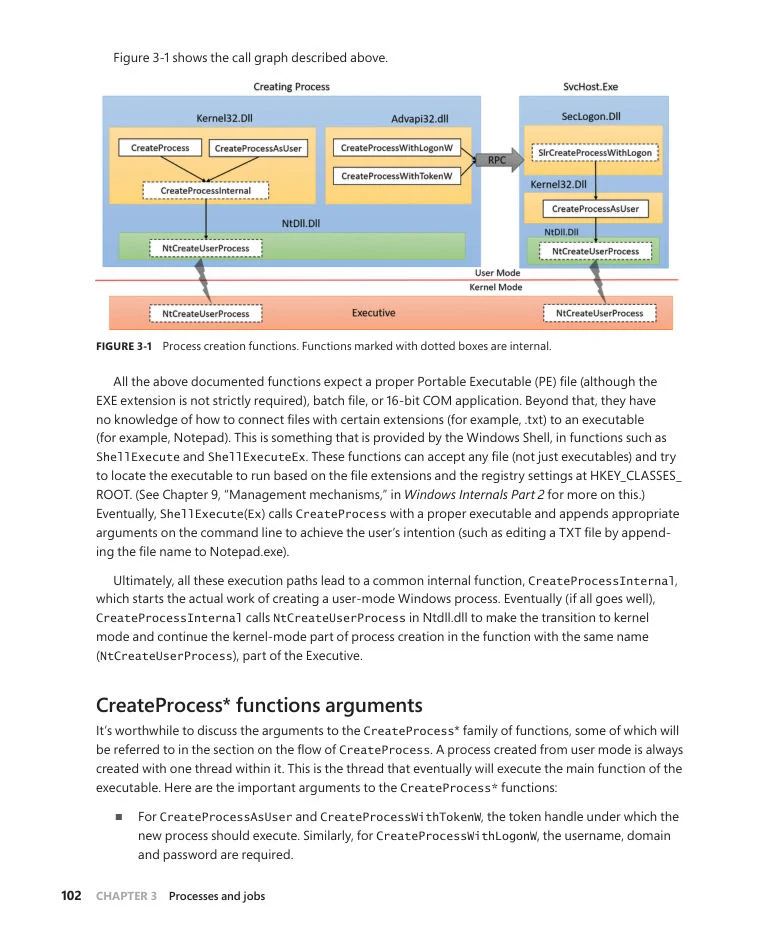 Figure 3-1 shows the call graph described above.
Creating Process
SvcHost.Exe
Kernel32.Dll
Advapi32.dll
SecLogon.Dll
CreateProcess
CreateProcessAsUser
CreateProcessWithLogonW
RPC
SlrCreateProcessWithLogon
CreateProcessWithTokenW
CreateProcessInternal
Kernel32.Dll
CreateProcessAsUser
NtDll.Dll
NtDll.Dll
NtCreateUserProcess
NtCreateUserProcess
User Mode
Kernel Mode
NtCreateUserProcess
Executive
NtCreateUserProcess
FIGURE 3-1 Process creation functions. Functions marked with dotted boxes are internal.
All the above documented functions expect a proper Portable Executable (PE) file (although the
EXE extension is not strictly required), batch file, or 16-bit COM application. Beyond that, they have
no knowledge of how to connect files with certain extensions (for example, .txt) to an executable
(for example, Notepad). This is something that is provided by the Windows Shell, in functions such as
ShellExecute and ShellExecuteEx. These functions can accept any file (not just executables) and try
to locate the executable to run based on the file extensions and the registry settings at HKEY_CLASSES_
ROOT. (See Chapter 9, “Management mechanisms,” in Windows Internals Part 2 for more on this.)
Eventually, ShellExecute(Ex) calls CreateProcess with a proper executable and appends appropriate
arguments on the command line to achieve the user’s intention (such as editing a TXT file by append-
ing the file name to Notepad.exe).
Ultimately, all these execution paths lead to a common internal function, CreateProcessInternal,
which starts the actual work of creating a user-mode Windows process. Eventually (if all goes well),
CreateProcessInternal calls NtCreateUserProcess in Ntdll.dll to make the transition to kernel
mode and continue the kernel-mode part of process creation in the function with the same name
(NtCreateUserProcess), part of the Executive.
CreateProcess* functions arguments
It’s worthwhile to discuss the arguments to the CreateProcess* family of functions, some of which will
be referred to in the section on the flow of CreateProcess. A process created from user mode is always
created with one thread within it. This is the thread that eventually will execute the main function of the
executable. Here are the important arguments to the CreateProcess* functions:
■ For CreateProcessAsUser and CreateProcessWithTokenW, the token handle under which the
new process should execute. Similarly, for CreateProcessWithLogonW, the username, domain
and password are required.
102 CHAPTER 3 Processes and jobs